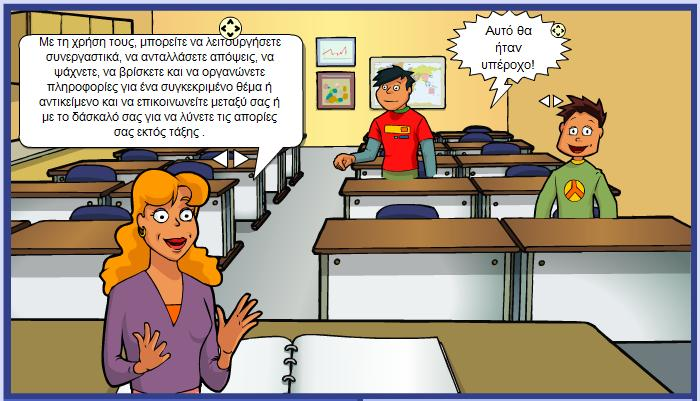 Με τη χρήση τους, μπορείτε να λειτουργήσετε
συνεργαστικά, να ανταλλάσετε απόψεις, να
ψάχνετε, να βρίσκετε και να οργανώνετε
πληροφορίες για ένα συγκεκριμένο θέμα ή
αντικείμενο και να επικοινωνείτε μεταξύ σας ή
με το δάσκαλό σας για να λύνετε τις απορίες
σας εκτός τάξης .
Αυτό θα
ήταν
υπέροχο!